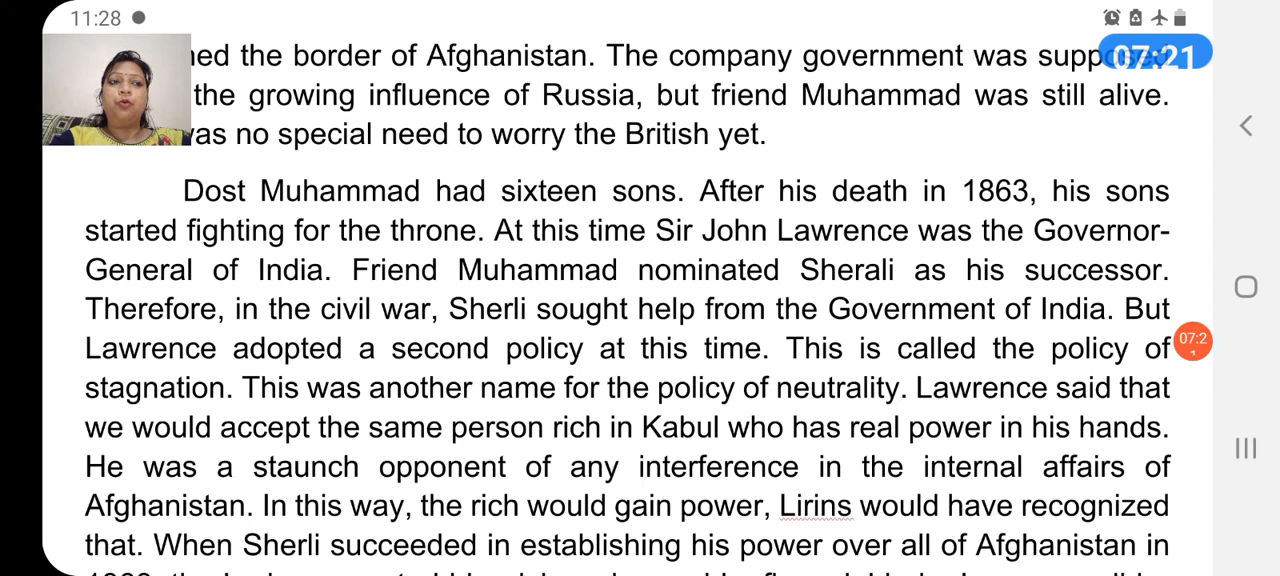 11:28
07:21
ned the border of Afghanistan. The company government was supposed
the growing influence of Russia, but friend Muhammad was still alive.
was no special need to worry the British yet.
Dost Muhammad had sixteen sons. After his death in 1863, his sons
started fighting for the throne. At this time Sir John Lawrence was the Governor-
General of India. Friend Muhammad nominated Sherali as his successor.
Therefore, in the civil war, Sherli sought help from the Government of India. But
Lawrence adopted a second policy at this time. This is called the policy of
07:2
1
stagnation. This was another name for the policy of neutrality. Lawrence said that
we would accept the same person rich in Kabul who has real power in his hands.
He was a staunch opponent of any interference in the internal affairs of
Afghanistan. In this way, the rich would gain power, Lirins would have recognized
that. When Sherli succeeded in establishing his power over all of Afghanistan in